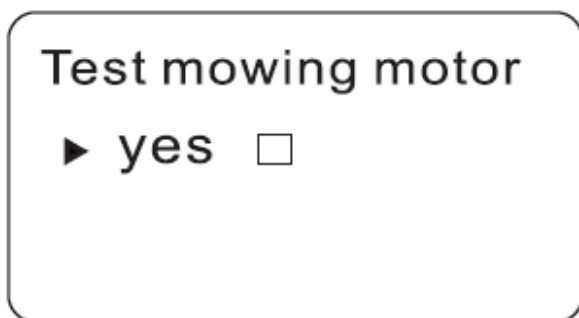 Test mowing motor
▶ yes □